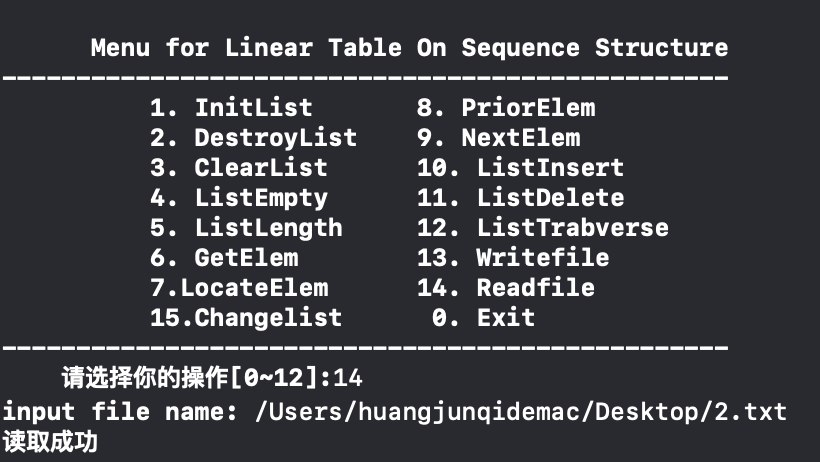 Menu for Linear Table On Sequence Structure
-------------------------------------------------
1. InitList 8. PriorElem
2. DestroyList 9. NextElem
3. ClearList 10. ListInsert
4. ListEmpty 11. ListDelete
5. ListLength 12. ListTrabverse
6. GetElem 13. Writefile
7.LocateElem 14. Readfile
15.Changelist 0. Exit
-------------------------------------------------
请选择你的操作[0~12]:14
input file name: /Users/huangjunqidemac/Desktop/2.txt
读取成功